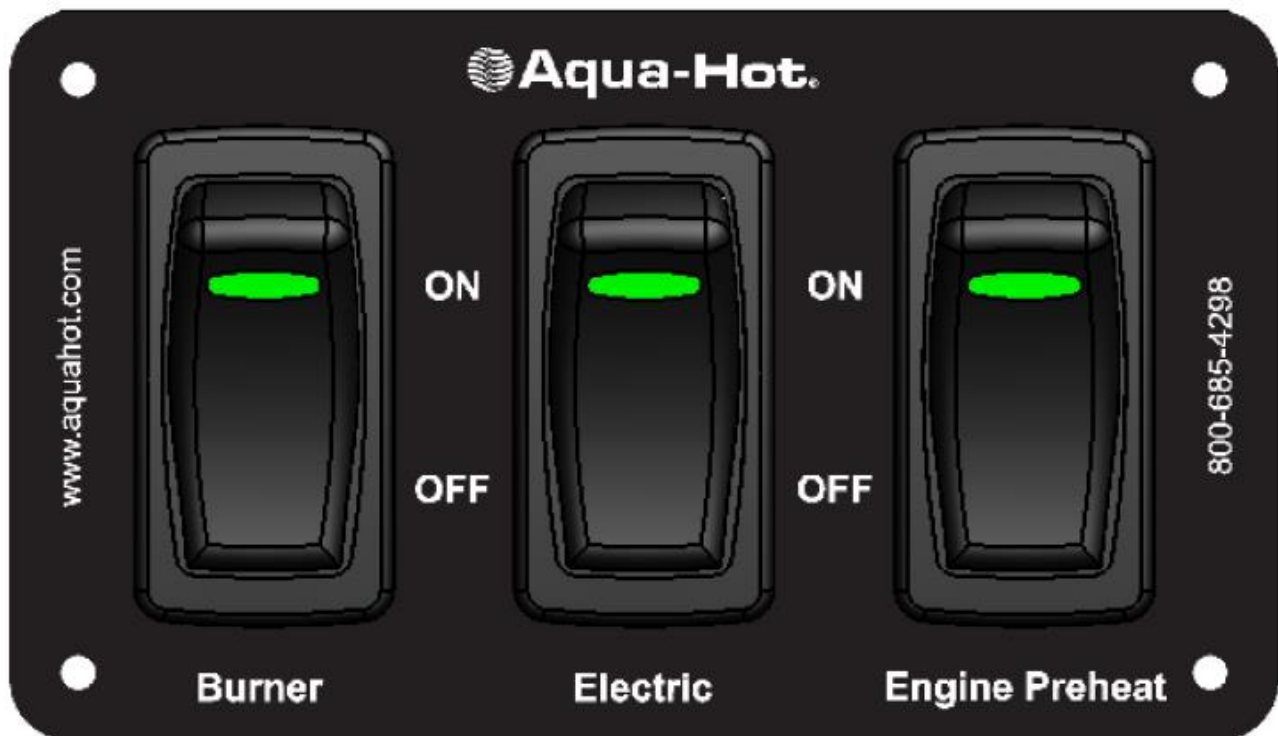 Aqua-Hot®
www.aquahot.com
ON
ON
800-685-4298
OFF
OFF
Burner
Electric
Engine Preheat